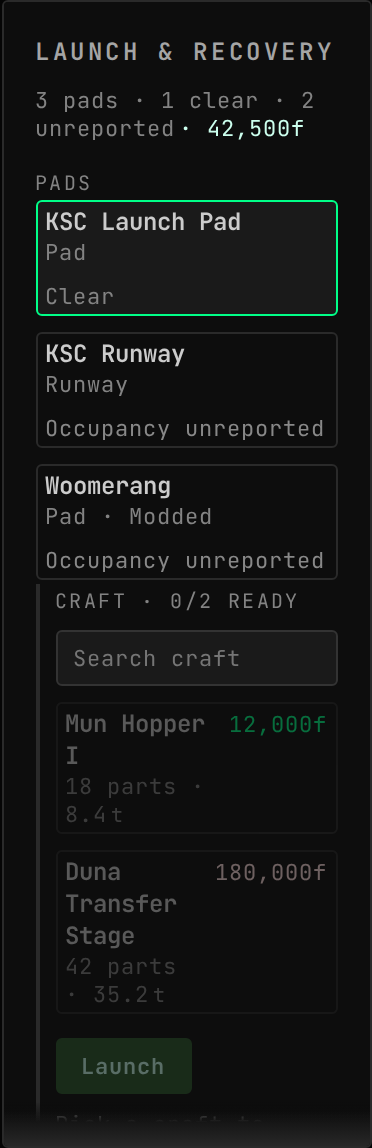 LAUNCH & RECOVERY
3 pads · 1 clear · 2
unreported · 42,500f
PADS
KSC Launch Pad
Pad
Clear
KSC Runway
Runway
Occupancy unreported
Woomerang
Pad · Modded
Occupancy unreported
CRAFT · 0/2 READY
Search craft
Mun Hopper 12,000f
I
18 parts ·
8.4t
Duna 180,000f
Transfer
Stage
42 parts
· 35.2t
Launch